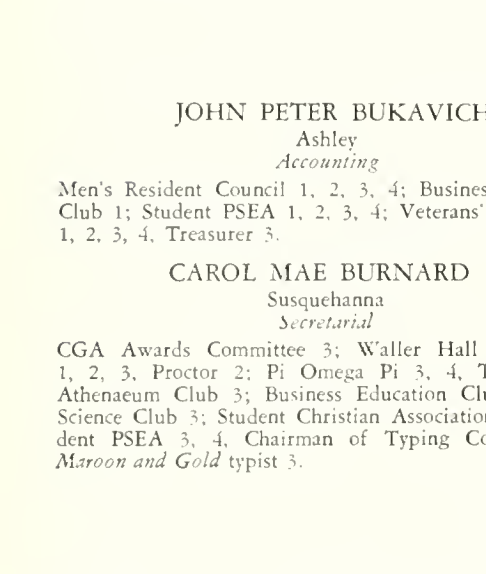 JOHN PETER BUKAVICH
Ashley
Accounting
Men's Resident Council 1, 2, 3, 4; Busines
Club 1; Student PSEA 1, 2, 3, 4; Veterans'
1, 2, 3, 4, Treasurer 3.
CAROL MAE BURNARD
Susquehanna
Secretarial
CGA Awards Committee 3; Waller Hall
1, 2, 3, Proctor 2; Pi Omega Pi 3, 4, T
Athenaeum Club 3; Business Education Clu
Science Club 3; Student Christian Association
dent PSEA 3, 4, Chairman of Typing Co
Maroon and Gold typist 3.